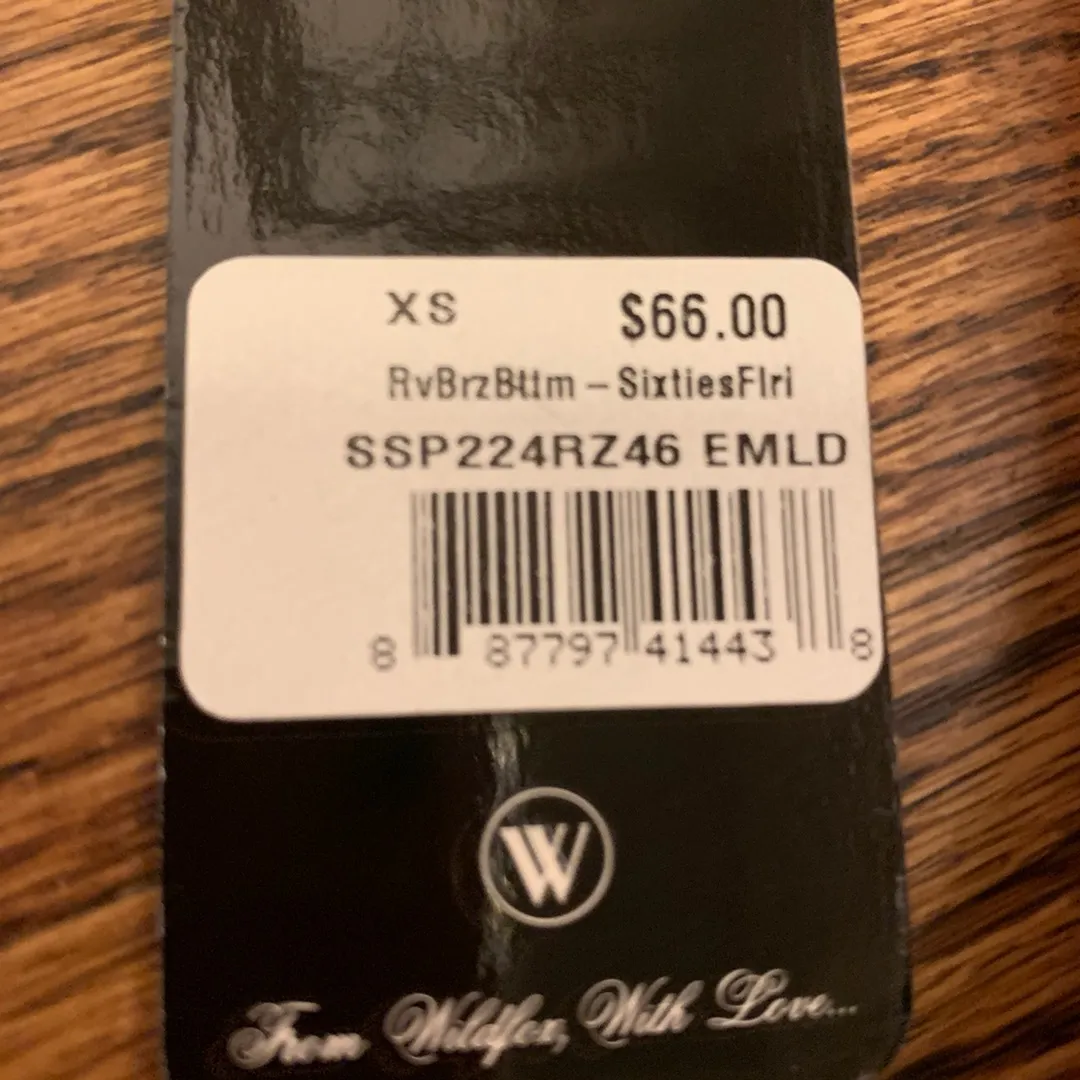 XS $66.00
RvBrzBttm – SixtiesFlrl
SSP224RZ46 EMLD
8 87797 41443 8
W
From Wildfox, With Love...